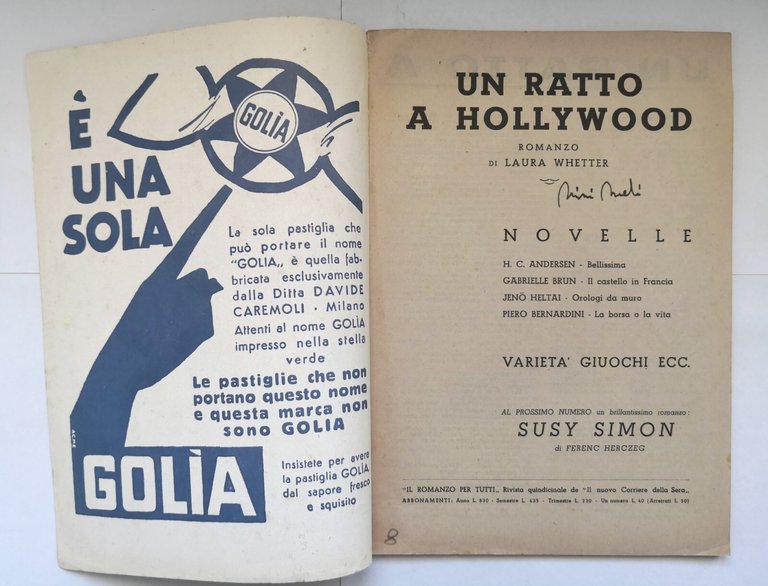 È
UNA
SOLA
GOLÌA
La sola pastiglia che
può portare il nome
"GOLIA„ è quella fab-
bricata esclusivamente
dalla Ditta DAVIDE
CAREMOLI - Milano
Attenti al nome GOLÌA
impresso nella stella
verde
Le pastiglie che non
portano questo nome
e questa marca non
sono GOLIA
ACME
GOLÌA
Insistete per avere
la pastiglia GOLÌA
dal sapore fresco
e squisito
UN RATTO
A HOLLYWOOD
ROMANZO
DI LAURA WHETTER
NOVELLE
H. C. ANDERSEN - Bellissima
GABRIELLE BRUN - Il castello in Francia
JENÖ HELTAI - Orologi da muro
PIERO BERNARDINI - La borsa o la vita
VARIETA' GIUOCHI ECC.
AL PROSSIMO NUMERO un brillantissimo romanzo:
SUSY SIMON
di FERENC HERCZEG
"IL ROMANZO PER TUTTI„ Rivista quindicinale de "Il nuovo Corriere della Sera„
ABBONAMENTI: Anno L. 830 - Semestre L. 435 - Trimestre L. 230 - Un numero L. 40 (Arretrati L. 50)
8